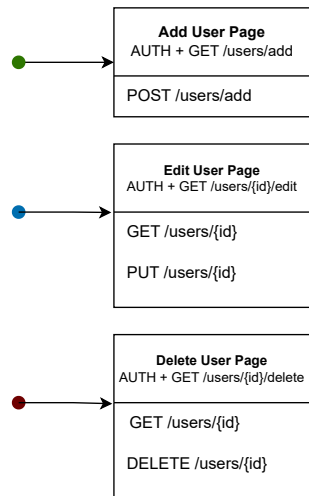 Add User Page
AUTH + GET /users/add
POST /users/add
Edit User Page
AUTH + GET /users/{id}/edit
GET /users/{id}
PUT /users/{id}
Delete User Page
AUTH + GET /users/{id}/delete
GET /users/{id}
DELETE /users/{id}